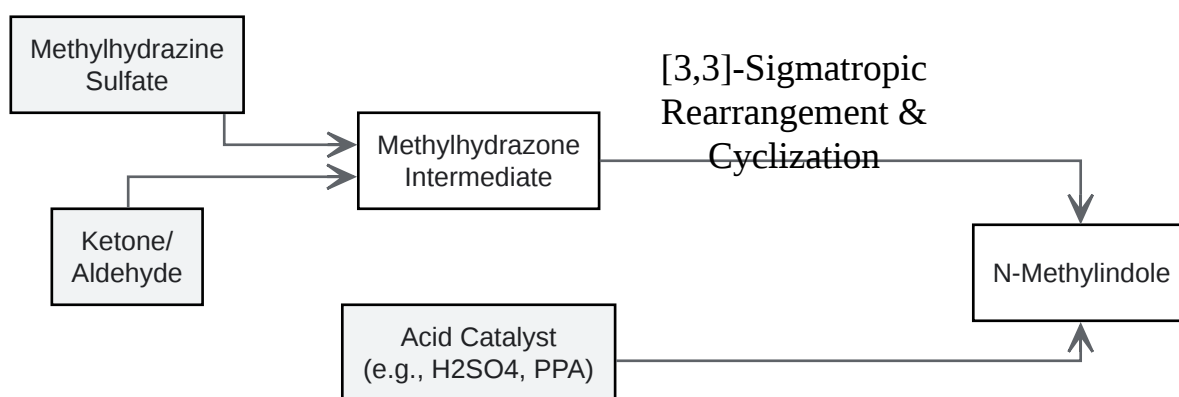 Methylhydrazine
Sulfate
[3,3]-Sigmatropic
Rearrangement &
Cyclization
Methylhydrazone
Intermediate
Ketone/
Aldehyde
N-Methylindole
Acid Catalyst
(e.g., H2SO4, PPA)